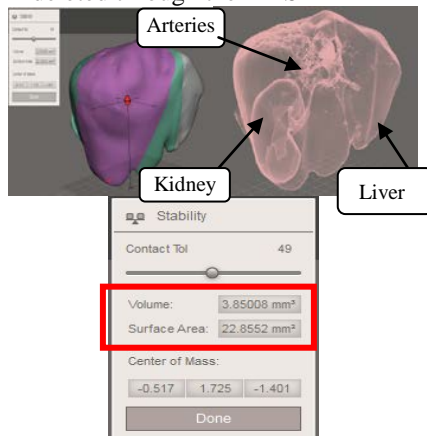 Arteries
Kidney
Liver
Stability
Contact Tol 49
Volume: 3.85008 mm³
Surface Area: 22.8552 mm²
Center of Mass:
-0.517 1.725 -1.401
Done